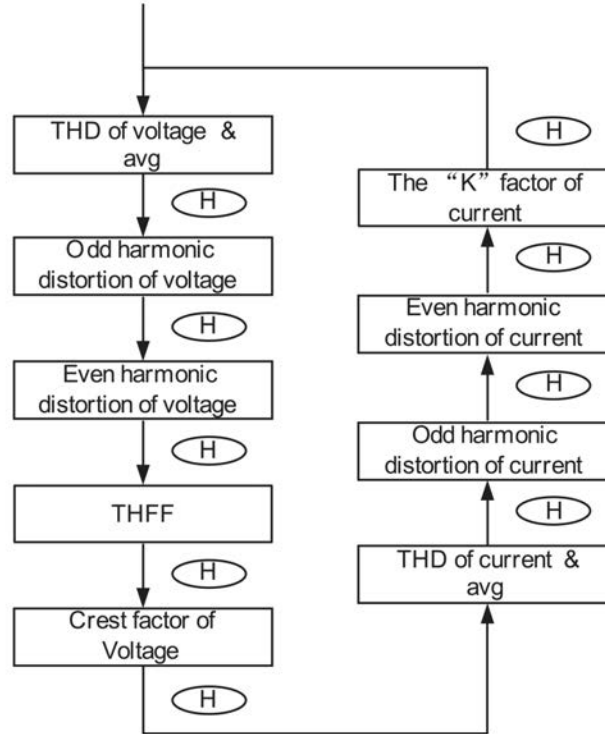 THD of voltage &
avg
H
Odd harmonic
distortion of voltage
H
Even harmonic
distortion of voltage
H
THFF
H
Crest factor of
Voltage
H
THD of current &
avg
H
Odd harmonic
distortion of current
H
Even harmonic
distortion of current
H
The “K” factor of
current
H